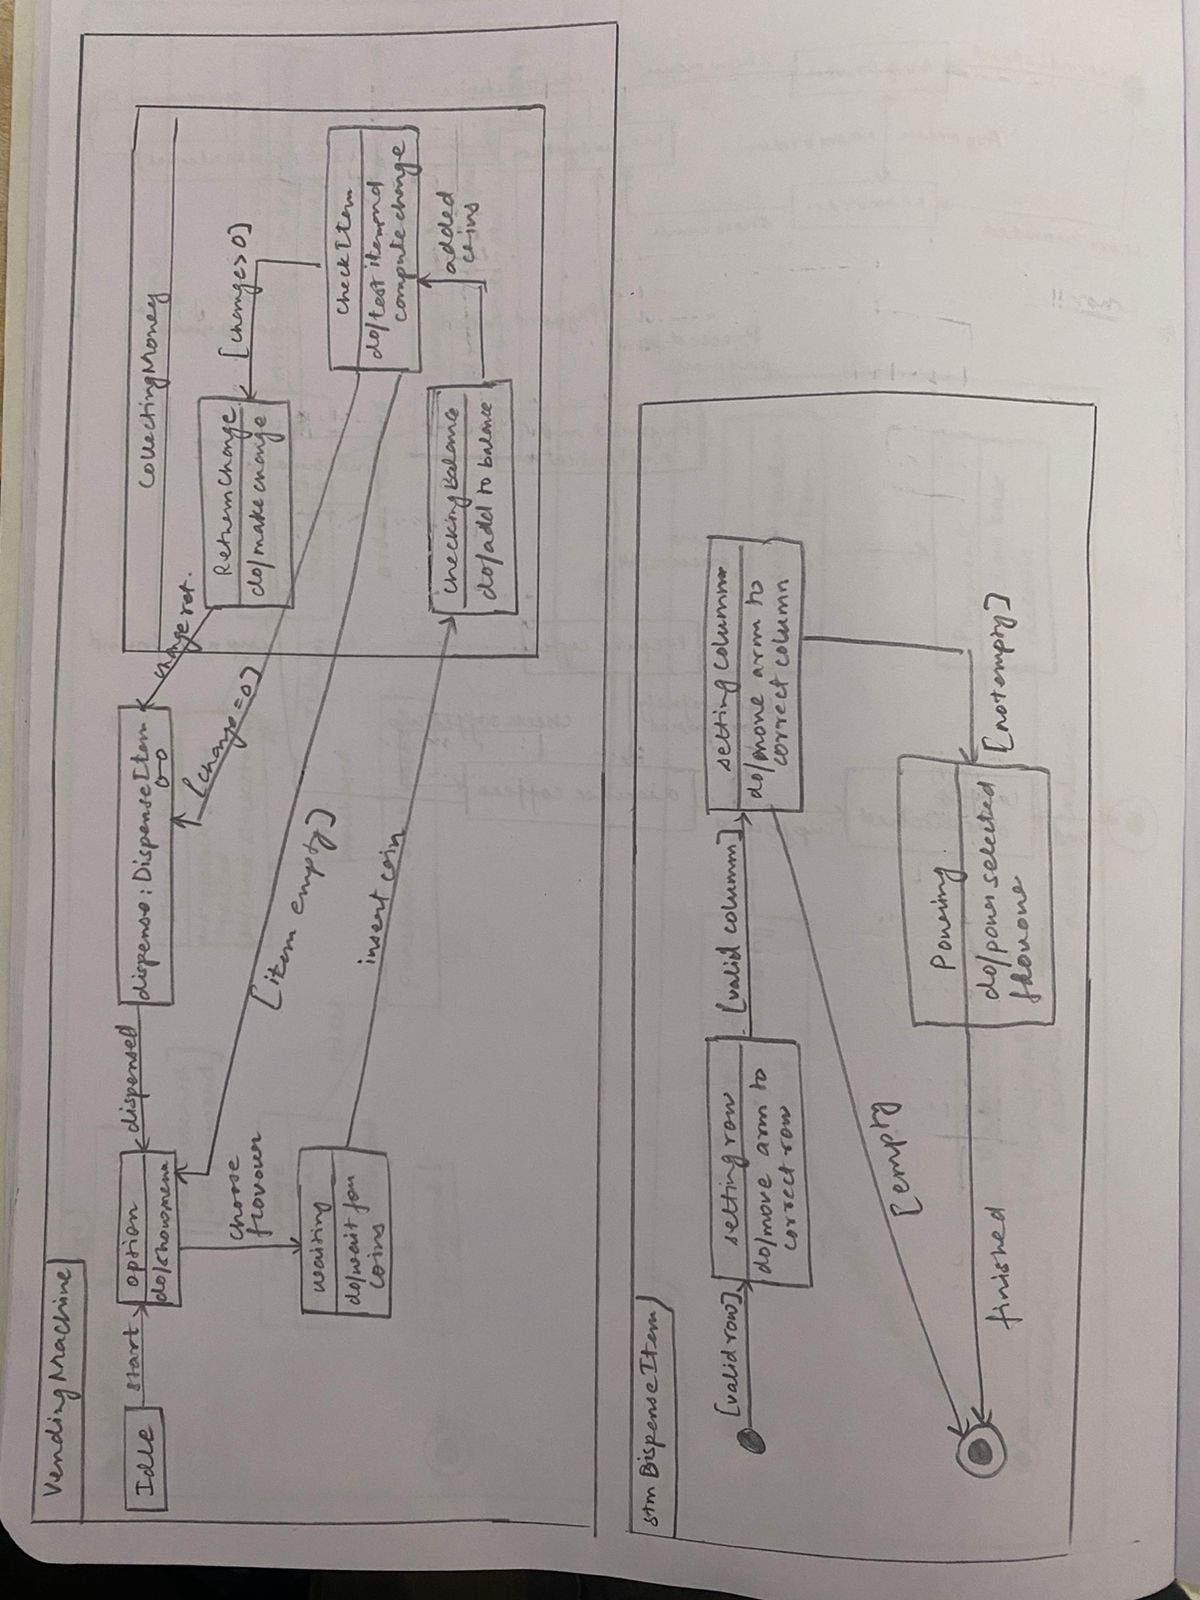 VendingMachine
Idle
start
option
do/showmenu
dispensed
dispense:DispenseItem
change ret.
[change=0]
CollectingMoney
ReturnChange
do/make change
[change>0]
checkItem
do/test item and
compute change
added
coins
checkingBalance
do/add to balance
[item empty]
insert coin
choose
flavour
waiting
do/wait for
coins
stm DispenseItem
[valid row]
setting row
do/move arm to
correct row
[valid column]
setting column
do/move arm to
correct column
[not empty]
Pouring
do/pour selected
flavour
[empty]
finished